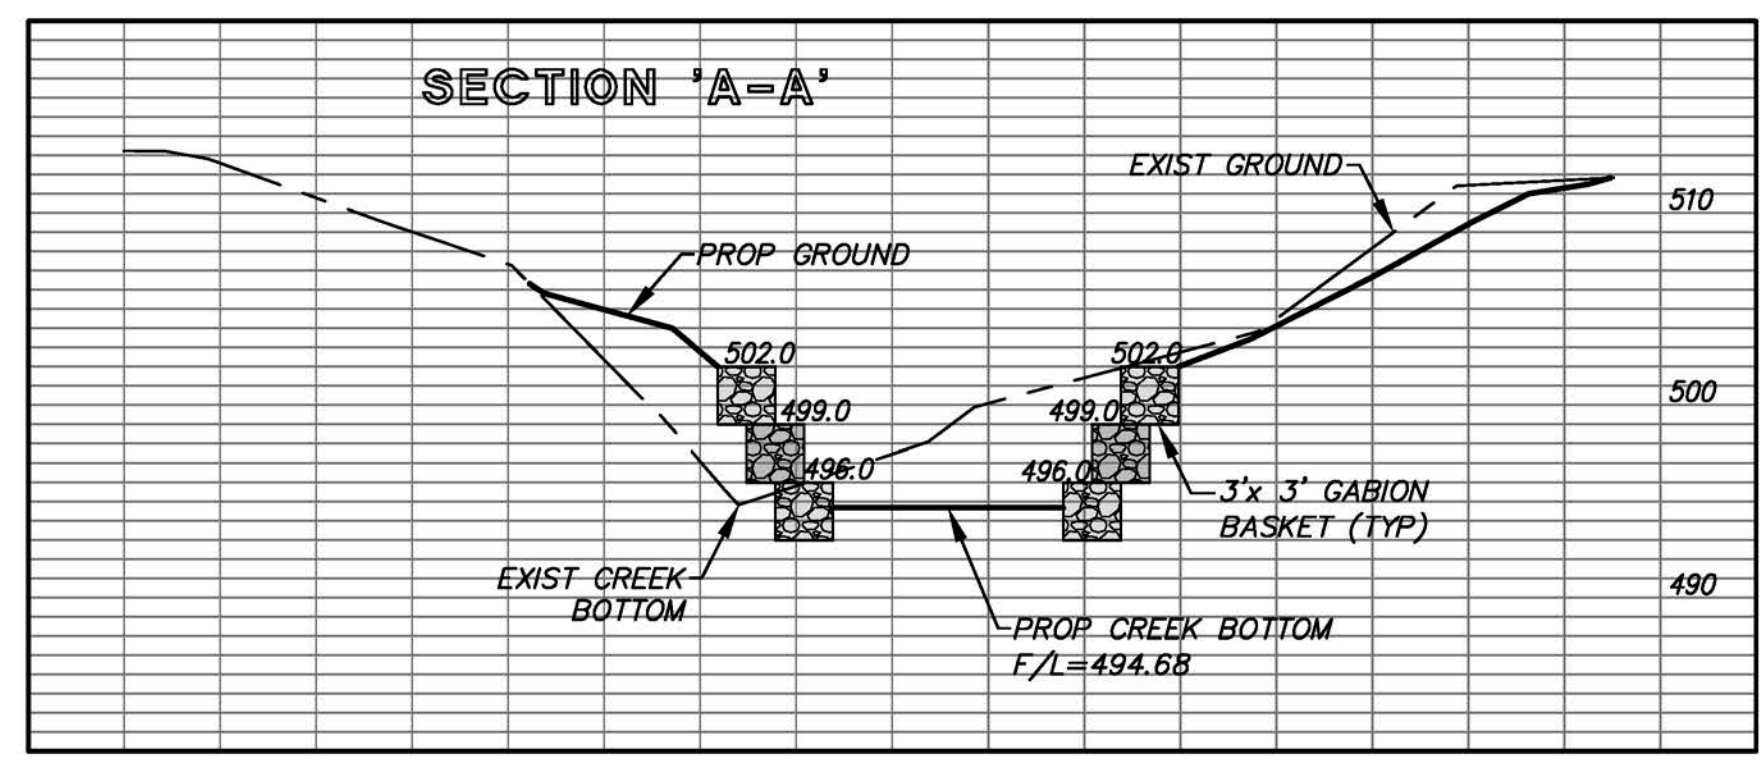 SECTION 'A-A'
EXIST GROUND
510
PROP GROUND
502.0
502.0
500
499.0
499.0
496.0
496.0
3'x 3' GABION
BASKET (TYP)
EXIST CREEK
BOTTOM
490
PROP CREEK BOTTOM
F/L=494.68